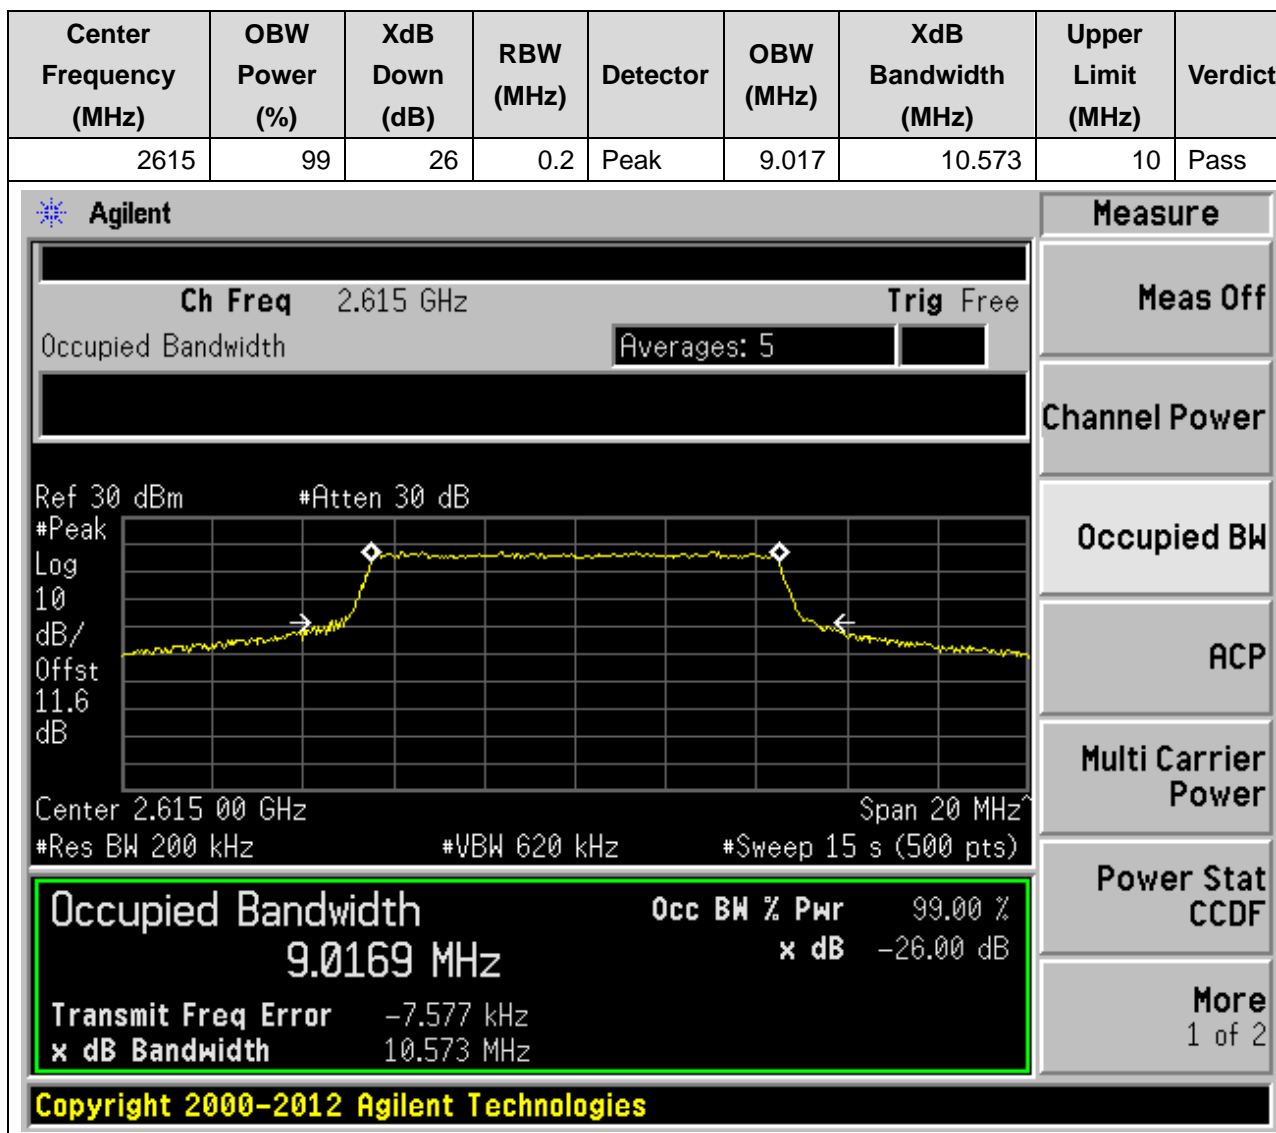 Center Frequency (MHz) OBW Power (%) XdB Down (dB) RBW (MHz) Detector OBW (MHz) XdB Bandwidth (MHz) Upper Limit (MHz) Verdict
2615 99 26 0.2 Peak 9.017 10.573 10 Pass
Agilent
Measure
Ch Freq 2.615 GHz Trig Free
Meas Off
Occupied Bandwidth Averages: 5
Channel Power
Ref 30 dBm #Atten 30 dB
#Peak
Log
10
dB/
Offst
11.6
dB
Occupied BW
ACP
Multi Carrier
Power
Center 2.615 00 GHz Span 20 MHz^
#Res BW 200 kHz #VBW 620 kHz #Sweep 15 s (500 pts)
Power Stat
CCDF
Occupied Bandwidth Occ BW % Pwr 99.00 %
9.0169 MHz x dB -26.00 dB
Transmit Freq Error -7.577 kHz
x dB Bandwidth 10.573 MHz
More
1 of 2
Copyright 2000-2012 Agilent Technologies